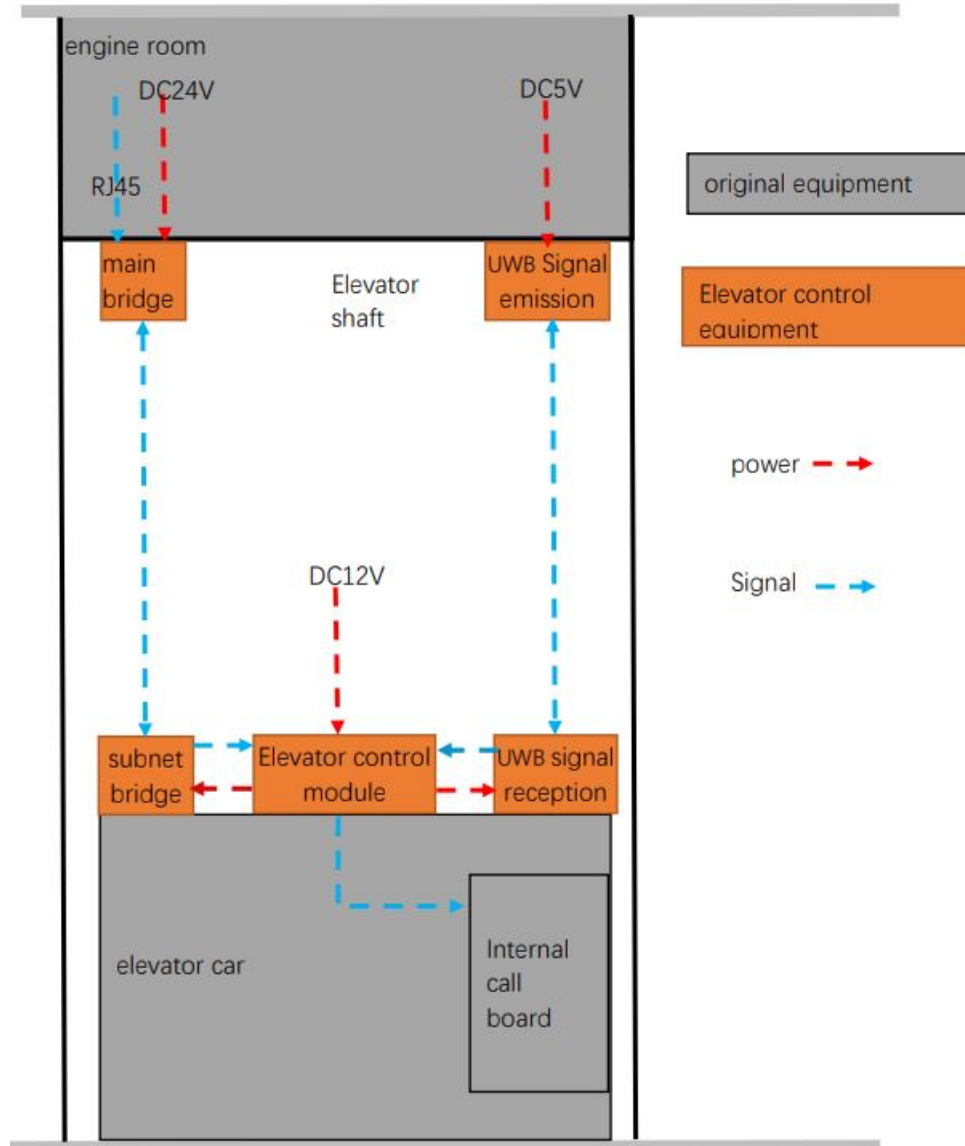 engine room
DC24V
DC5V
RJ45
original equipment
main
bridge
Elevator
shaft
UWB Signal
emission
Elevator control
equipment
power
Signal
DC12V
subnet
bridge
Elevator control
module
UWB signal
reception
elevator car
Internal
call
board